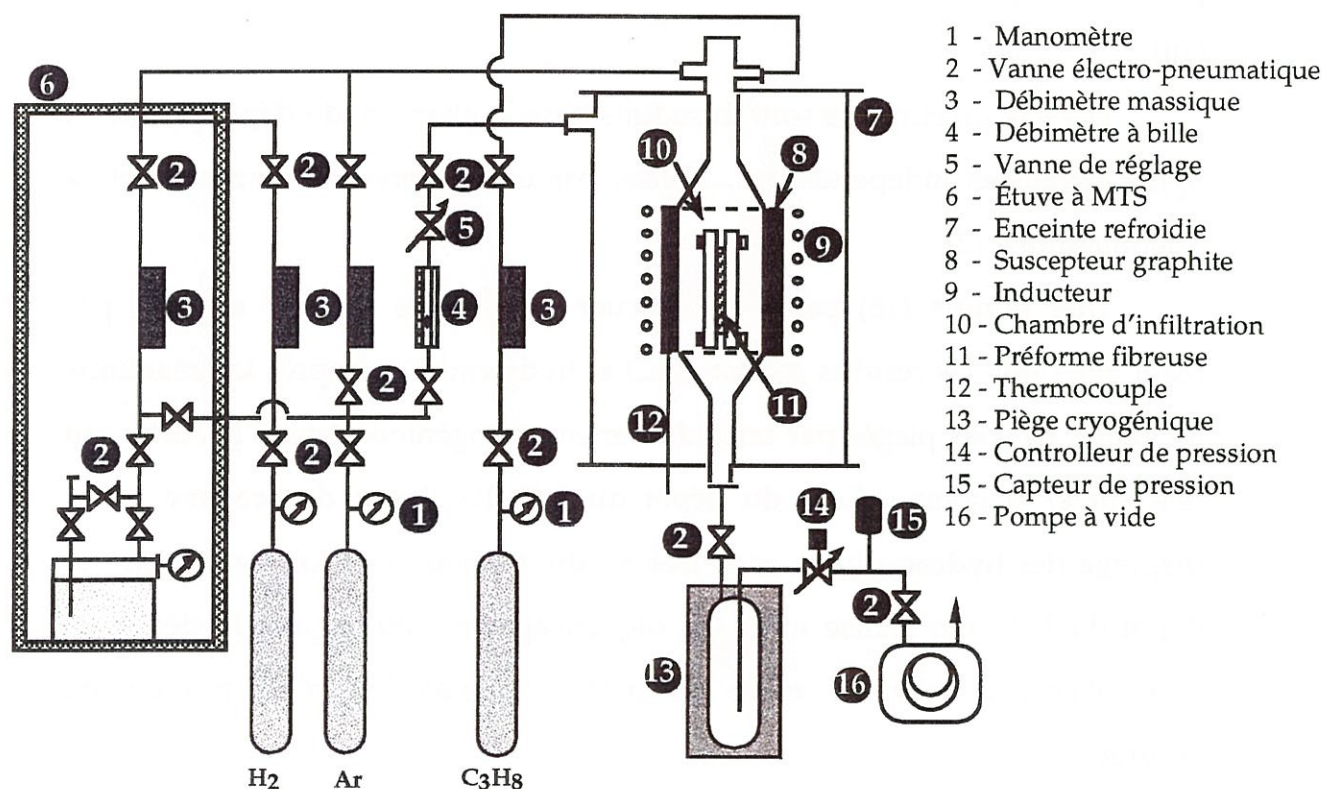 1 - Manomètre
2 - Vanne électro-pneumatique
3 - Débimètre massique
4 - Débimètre à bille
5 - Vanne de réglage
6 - Étuve à MTS
7 - Enceinte refroidie
8 - Suscepteur graphite
9 - Inducteur
10 - Chambre d'infiltration
11 - Préforme fibreuse
12 - Thermocouple
13 - Piège cryogénique
14 - Controlleur de pression
15 - Capteur de pression
16 - Pompe à vide
6
7
10
8
2 2 2
5
9
3 3 4 3
2
11
12
2 2 2
1 1
14
15
2
2
13
16
H2 Ar C3H8